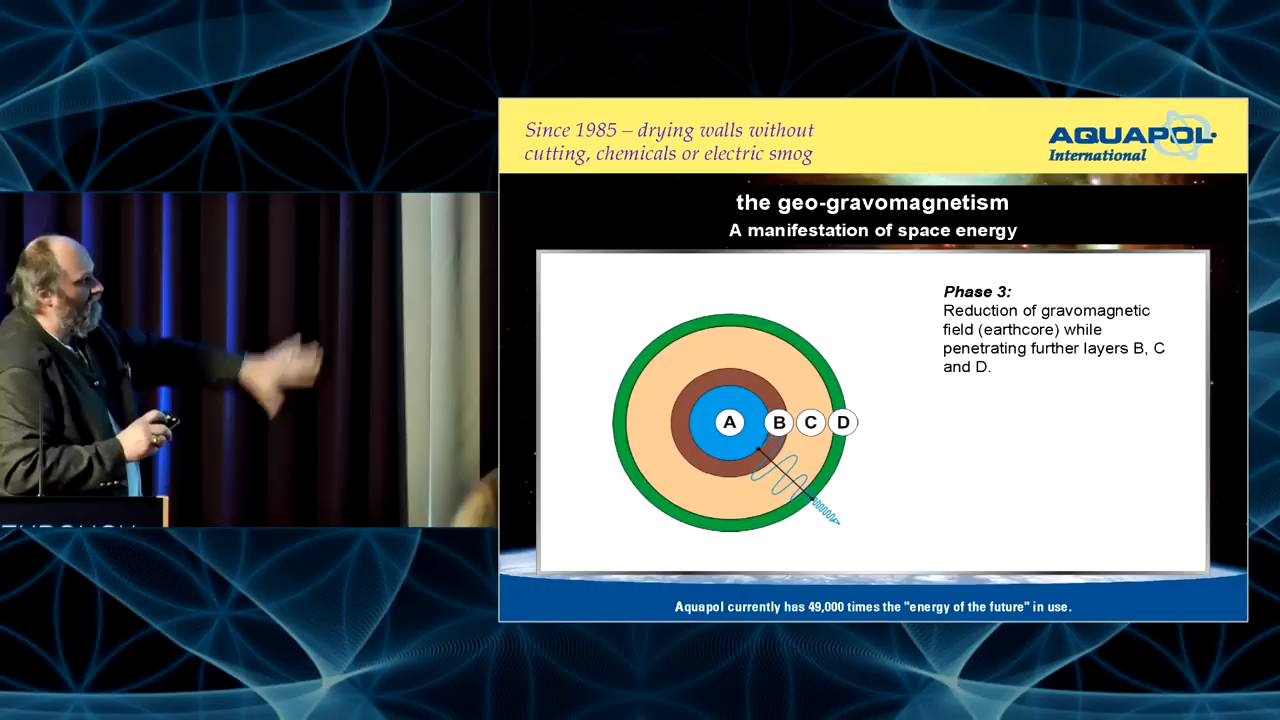 Since 1985 – drying walls without
cutting, chemicals or electric smog
AQUAPOL
International
the geo-gravomagnetism
A manifestation of space energy
Phase 3:
Reduction of gravomagnetic
field (earthcore) while
penetrating further layers B, C
and D.
A B C D
Aquapol currently has 49,000 times the "energy of the future" in use.